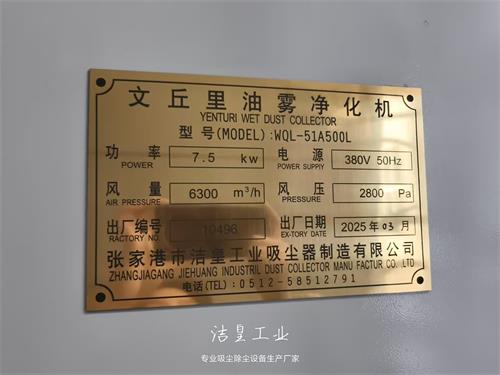 文丘里油雾净化机
YENTURI WET DUST COLLECTOR
型 号(MODEL):WQL-51A500L
功 率 7.5 kw 电 源 380V 50Hz
POWER POWER SUPPIY
风 量 6300 m³/h 风 压 2800 Pa
AIR PRESSURE PRESSURE
出厂编号 10496 出厂日期 2025年03月
RACTORY NO. EX-TORY DATE
张家港市洁皇工业吸尘器制造有限公司
ZHANGJIAGANG JIEHUANG INDUSTRIL DUST COLLECTOR MANU FACTUR CO. LTD
电话(TEL):0512-58512791
洁皇工业
专业吸尘除尘设备生产厂家